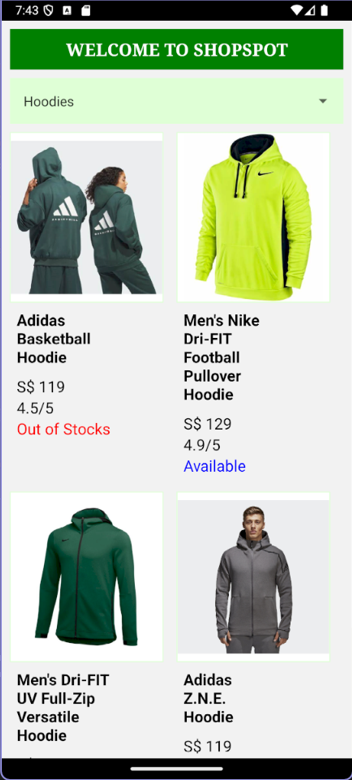 7:43
WELCOME TO SHOPSPOT
Hoodies
Adidas
Basketball
Hoodie
S$ 119
4.5/5
Out of Stocks
Men's Nike
Dri-FIT
Football
Pullover
Hoodie
S$ 129
4.9/5
Available
Men's Dri-FIT
UV Full-Zip
Versatile
Hoodie
Adidas
Z.N.E.
Hoodie
S$ 119